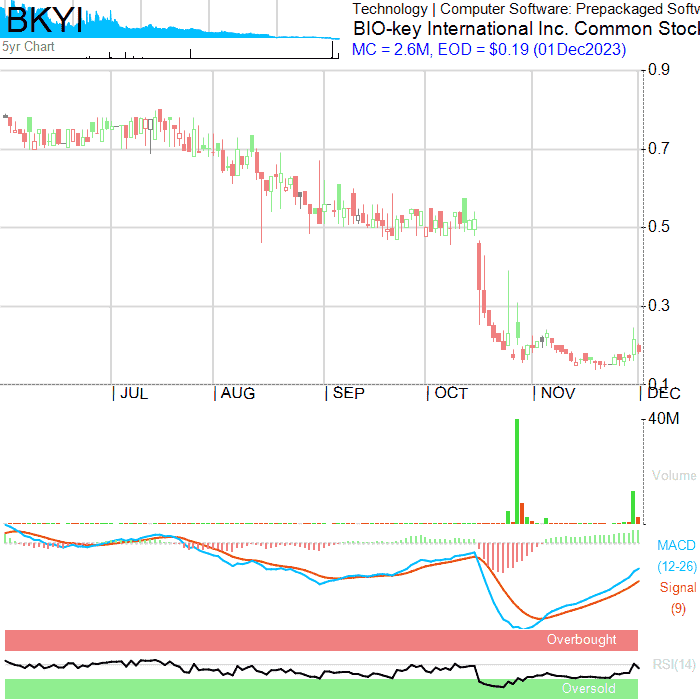 BKYI
5yr Chart
Technology | Computer Software: Prepackaged Softw
BIO-key International Inc. Common Stoc
MC = 2.6M, EOD = $0.19 (01Dec2023)
0.9
0.7
0.5
0.3
0.1
JUL AUG SEP OCT NOV DEC
40M
Volume
MACD
(12-26)
Signal
(9)
Overbought
RSI(14)
Oversold